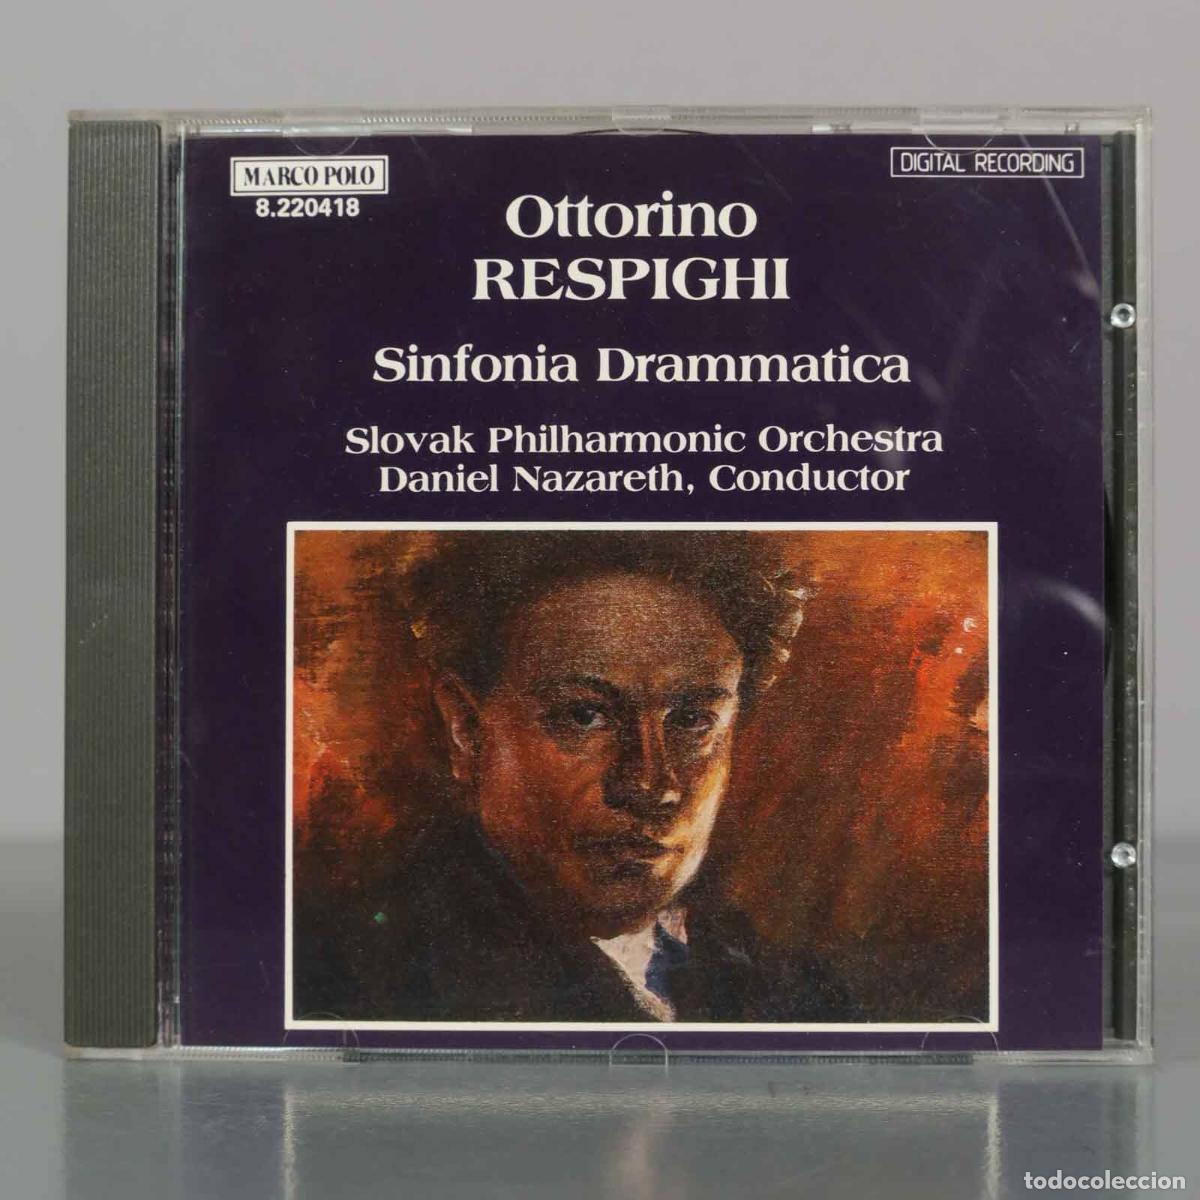 MARCO POLO
8.220418
DIGITAL RECORDING
Ottorino
RESPIGHI
Sinfonia Drammatica
Slovak Philharmonic Orchestra
Daniel Nazareth, Conductor
todocoleccion